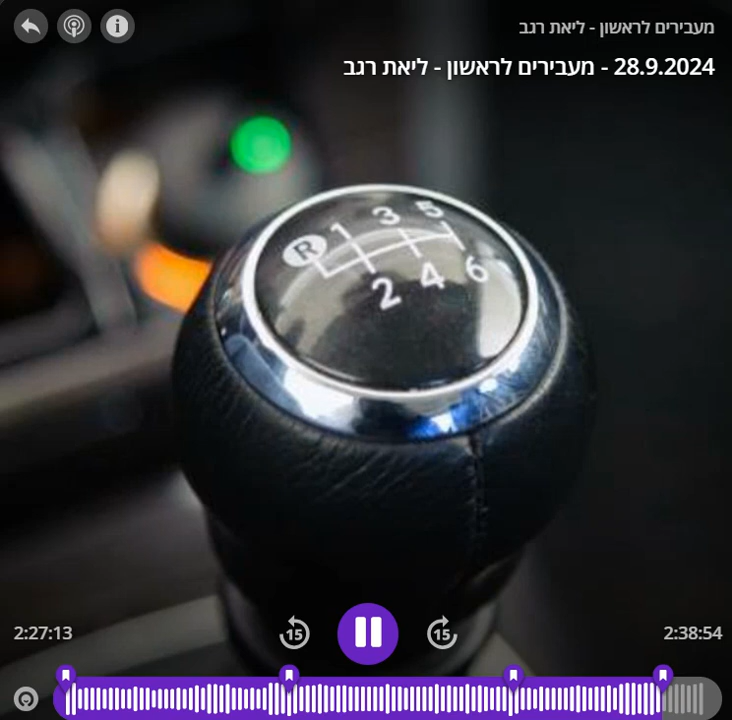 מעבירים לראשון - ליאת רגב
28.9.2024 - מעבירים לראשון - ליאת רגב
R 1 3 5
2 4 6
2:27:13
15
15
2:38:54